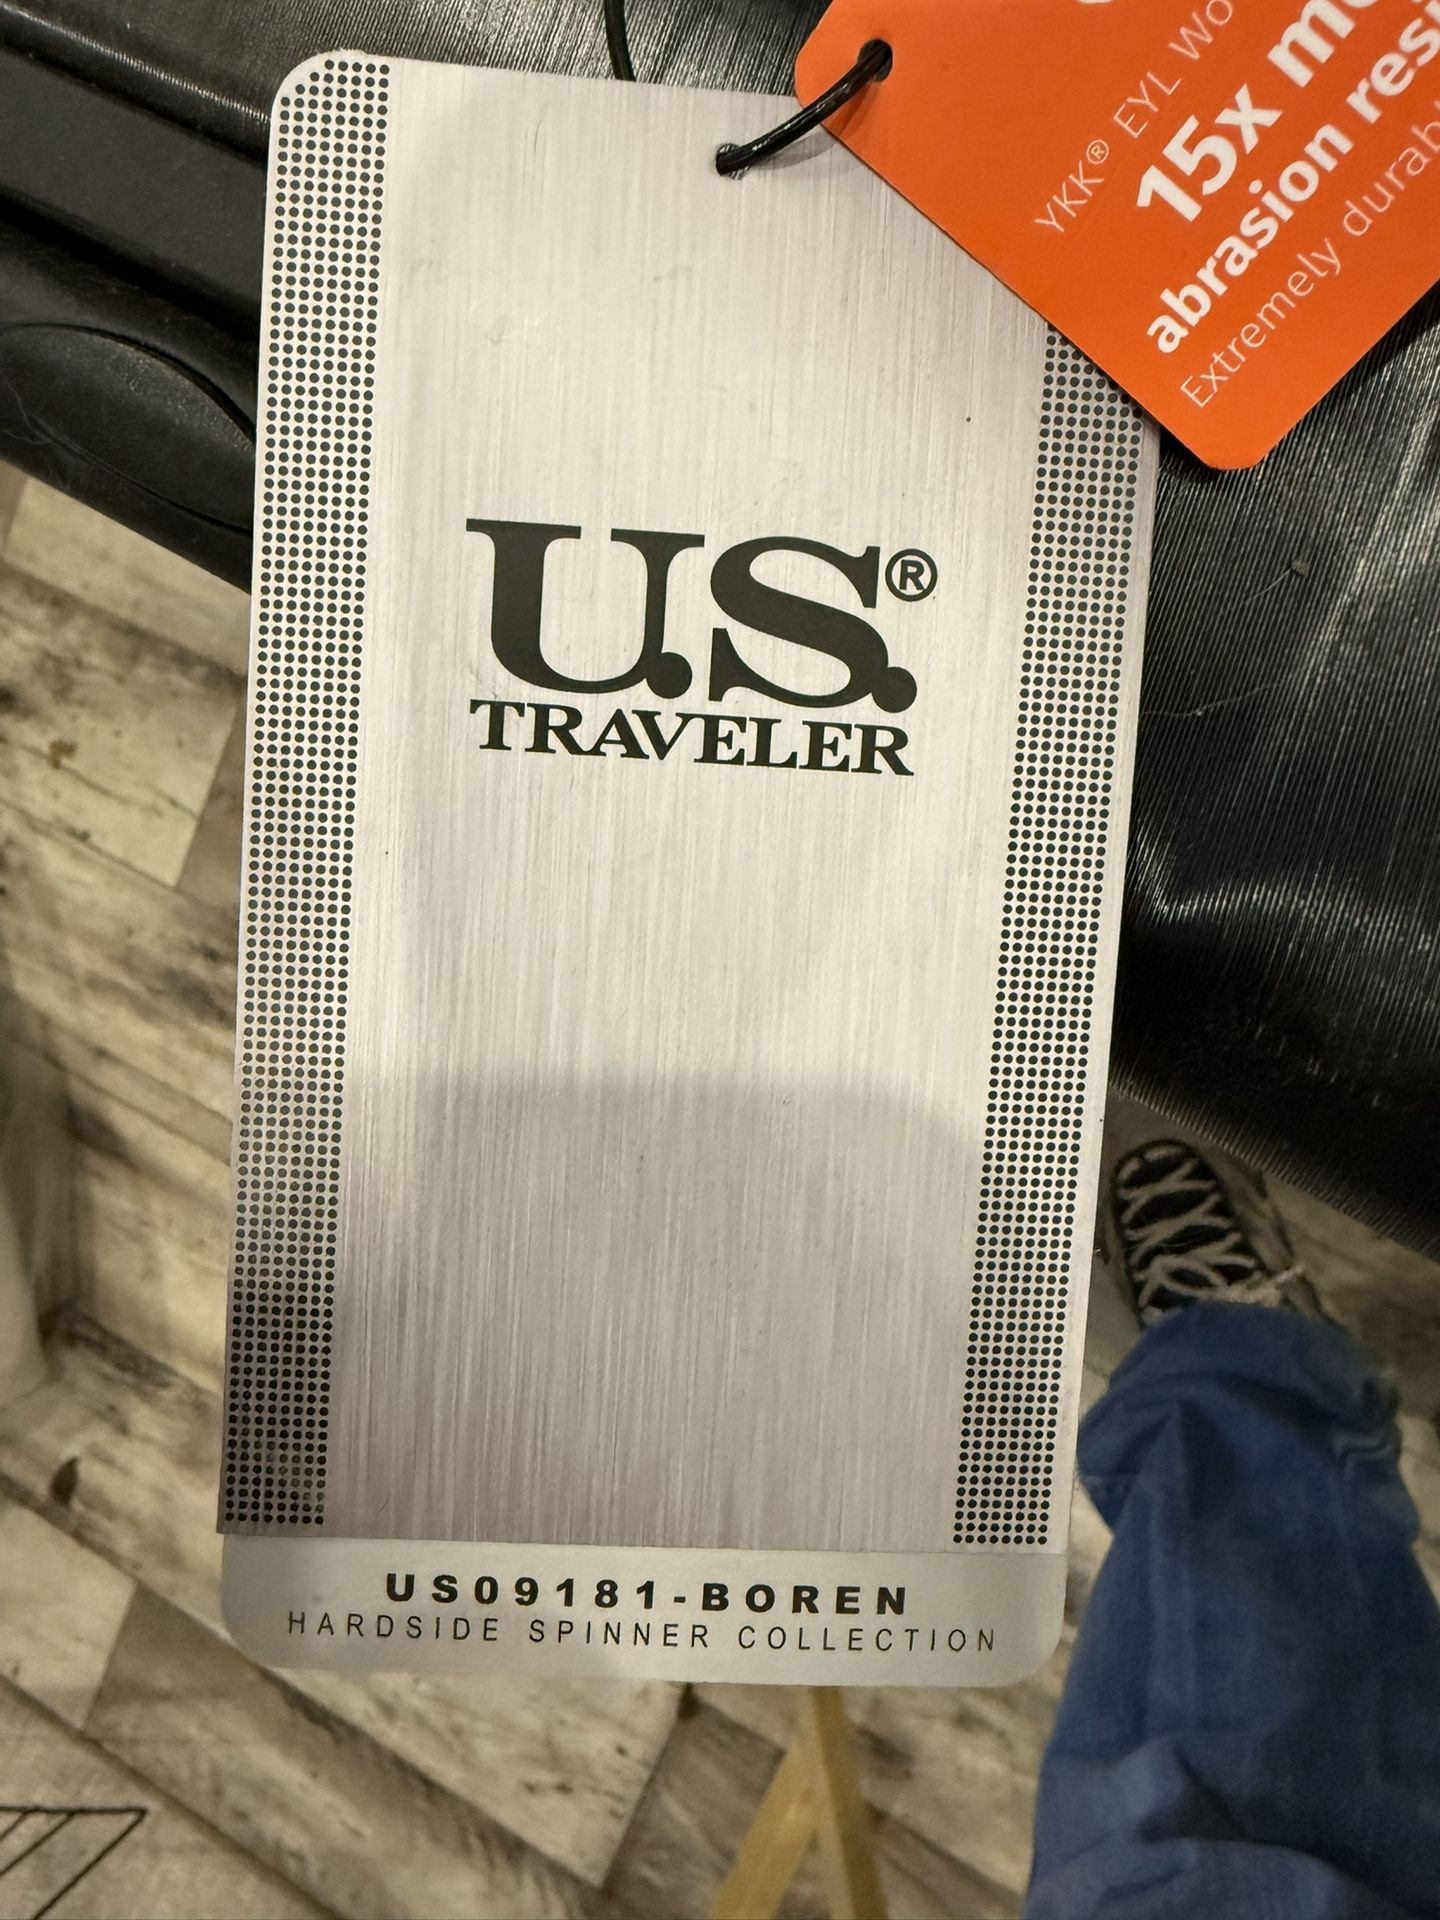 YKK® EYL
15x
abrasion
Extremely
U.S.®
TRAVELER
US09181-BOREN
HARDSIDE SPINNER COLLECTION